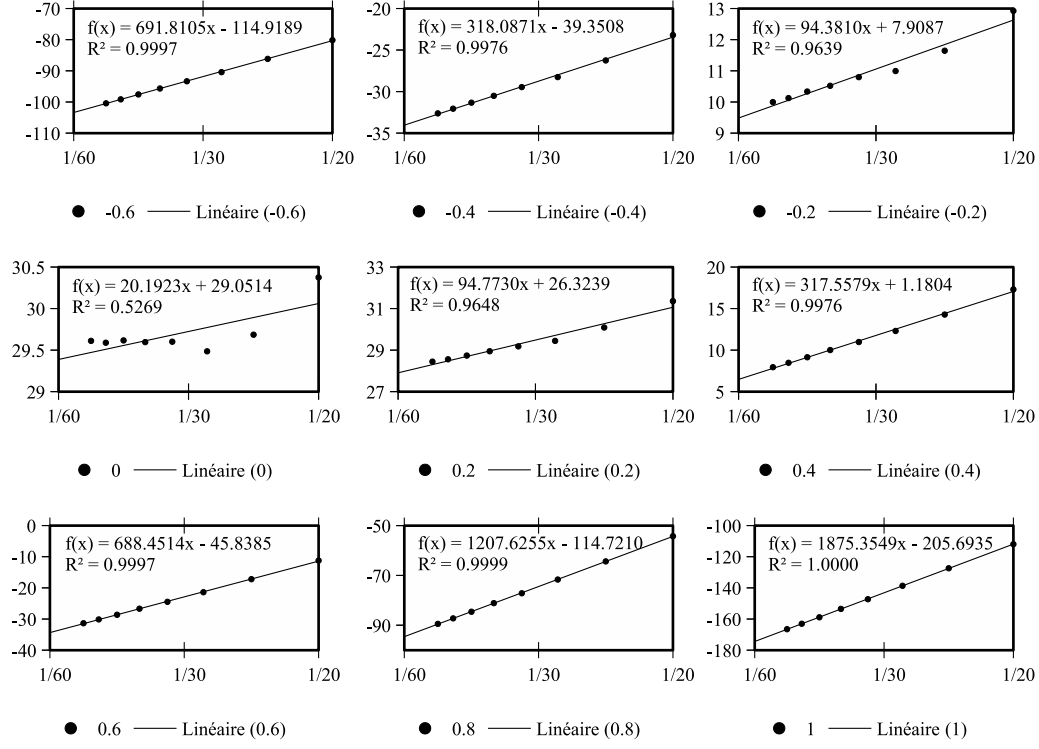 -60
f(x) = 691.8105x - 114.9189
R² = 0.9997
-70
-80
-90
-100
-110
1/60
1/30
1/20
-0.6
Linéaire (-0.6)
-20
f(x) = 318.0871x - 39.3508
R² = 0.9976
-25
-30
-35
1/60
1/30
1/20
-0.4
Linéaire (-0.4)
13
f(x) = 94.3810x + 7.9087
R² = 0.9639
12
11
10
9
1/60
1/30
1/20
-0.2
Linéaire (-0.2)
30.5
f(x) = 20.1923x + 29.0514
R² = 0.5269
30
29.5
29
1/60
1/30
1/20
0
Linéaire (0)
33
f(x) = 94.7730x + 26.3239
R² = 0.9648
31
29
27
1/60
1/30
1/20
0.2
Linéaire (0.2)
20
f(x) = 317.5579x + 1.1804
R² = 0.9976
15
10
5
1/60
1/30
1/20
0.4
Linéaire (0.4)
0
f(x) = 688.4514x - 45.8385
R² = 0.9997
-10
-20
-30
-40
1/60
1/30
1/20
0.6
Linéaire (0.6)
-50
f(x) = 1207.6255x - 114.7210
R² = 0.9999
-70
-90
1/60
1/30
1/20
0.8
Linéaire (0.8)
-100
f(x) = 1875.3549x - 205.6935
R² = 1.0000
-120
-140
-160
-180
1/60
1/30
1/20
1
Linéaire (1)